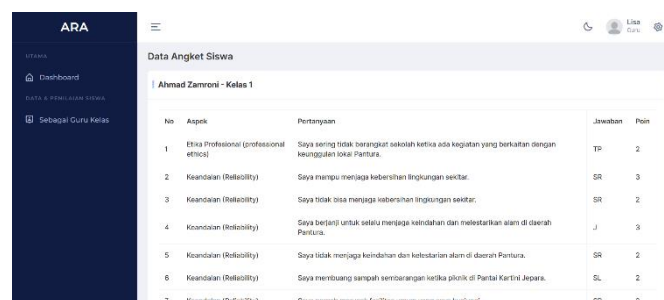 ARA
Lisa
Guru
UTAMA
Data Angket Siswa
Dashboard
Ahmad Zamroni - Kelas 1
DATA & PENILAIAN SISWA
Sebagai Guru Kelas
No Aspek Pertanyaan Jawaban Poin
1 Etika Profesional (professional ethics) Saya sering tidak berangkat sekolah ketika ada kegiatan yang berkaitan dengan keunggulan lokal Pantura. TP 2
2 Keandalan (Reliability) Saya mampu menjaga kebersihan lingkungan sekitar. SR 3
3 Keandalan (Reliability) Saya tidak bisa menjaga kebersihan lingkungan sekitar. SR 2
4 Keandalan (Reliability) Saya berjanji untuk selalu menjaga keindahan dan melestarikan alam di daerah Pantura. J 3
5 Keandalan (Reliability) Saya tidak menjaga keindahan dan kelestarian alam di daerah Pantura. SR 2
6 Keandalan (Reliability) Saya membuang sampah sembarangan ketika piknik di Pantai Kartini Jepara. SL 2